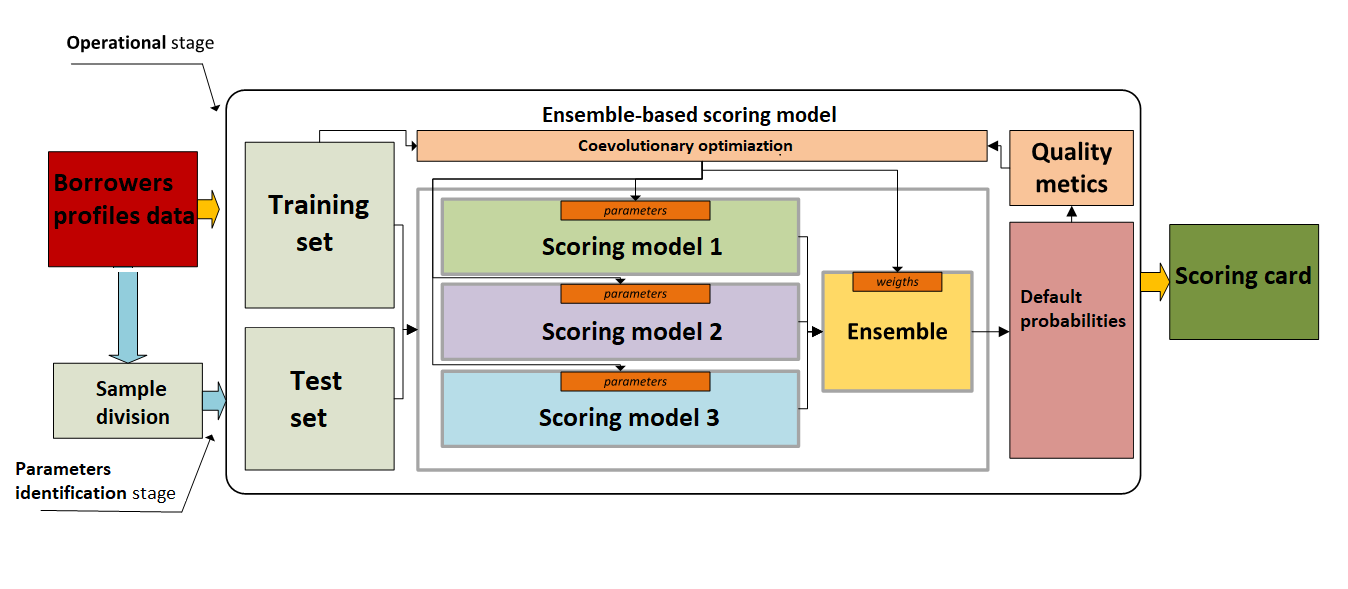 Operational stage
Ensemble-based scoring model
Coevolutionary optimiaztion
Quality
metics
Borrowers
profiles data
Training
set
parameters
Scoring model 1
parameters
Scoring model 2
parameters
Scoring model 3
weigths
Ensemble
Default
probabilities
Scoring card
Sample
division
Test
set
Parameters
identification stage